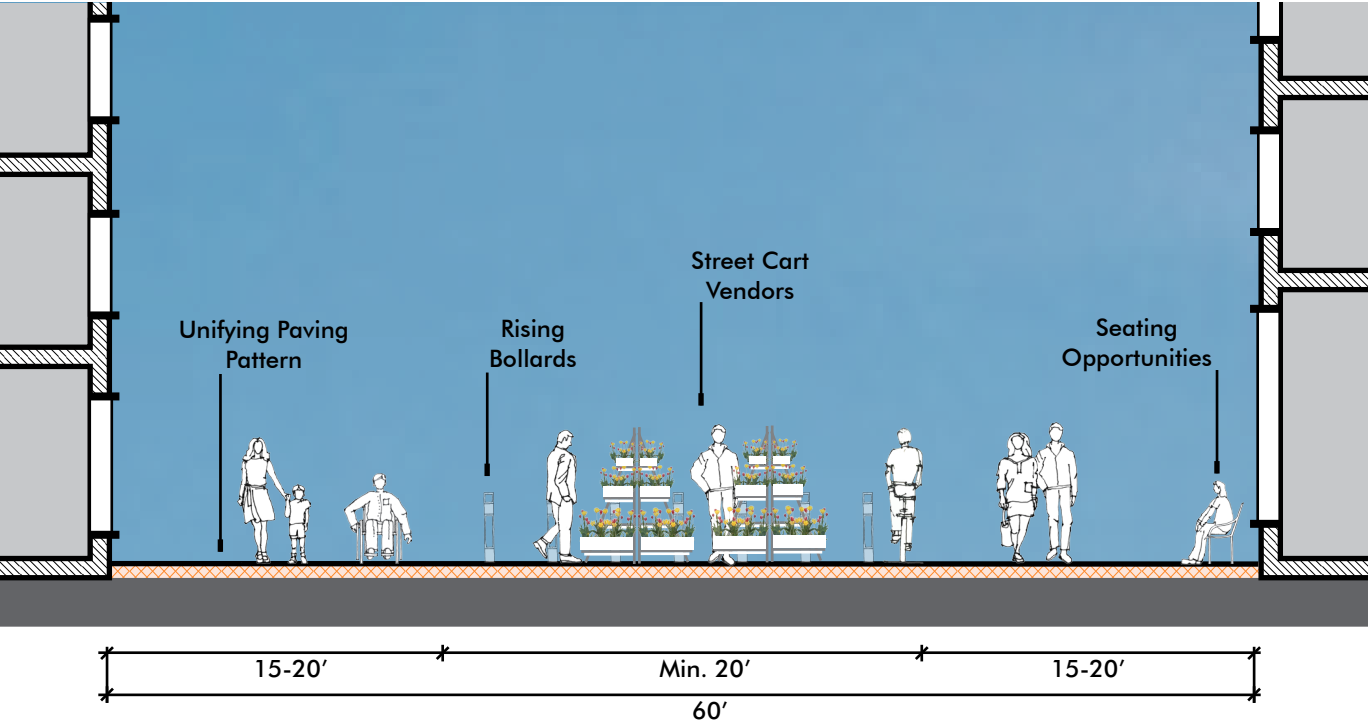 Street Cart
Vendors
Unifying Paving
Pattern
Rising
Bollards
Seating
Opportunities
15-20’
Min. 20’
15-20’
60’